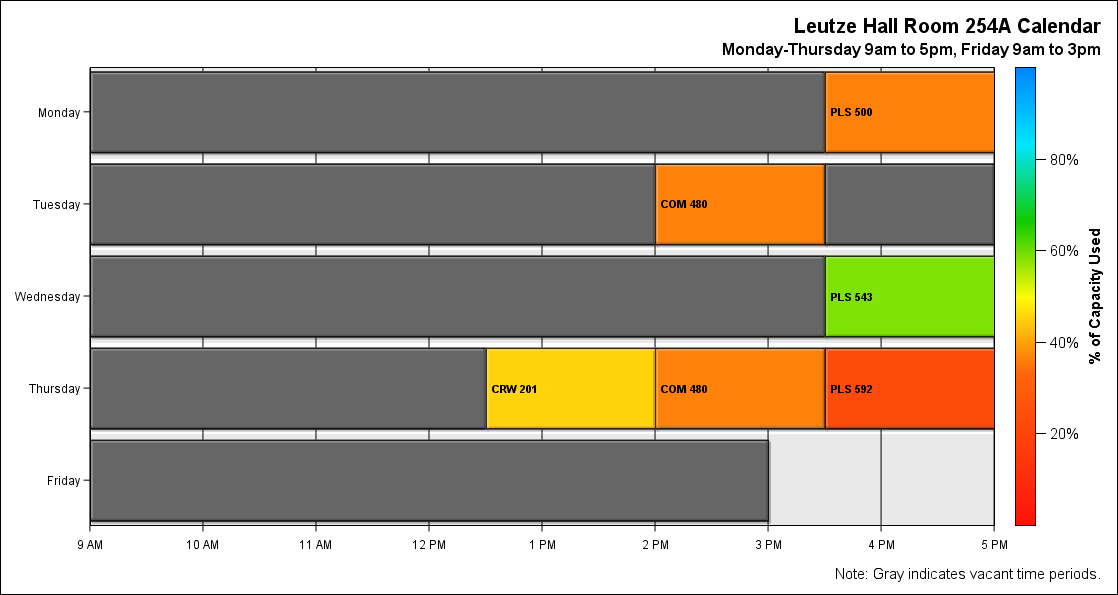 Leutze Hall Room 254A Calendar
Monday-Thursday 9am to 5pm, Friday 9am to 3pm
Monday
PLS 500
Tuesday
COM 480
Wednesday
PLS 543
Thursday
CRW 201
COM 480
PLS 592
Friday
9 AM
10 AM
11 AM
12 PM
1 PM
2 PM
3 PM
4 PM
5 PM
80%
60%
40%
20%
% of Capacity Used
Note: Gray indicates vacant time periods.